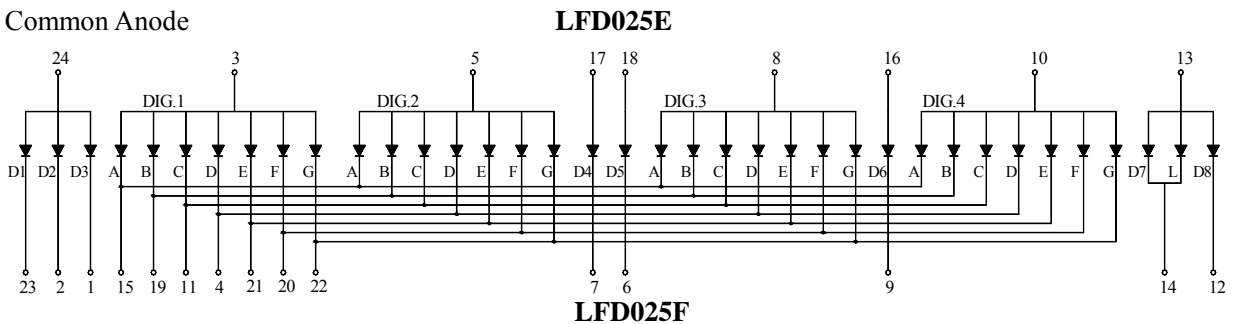 Common Anode LFD025E
24 3 5 17 18 8 16 10 13
DIG.1 DIG.2 DIG.3 DIG.4
D1 D2 D3 A B C D E F G A B C D E F G D4 D5 A B C D E F G D6 A B C D E F G D7 L D8
23 2 1 15 19 11 4 21 20 22 7 6 9 14 12
LFD025F